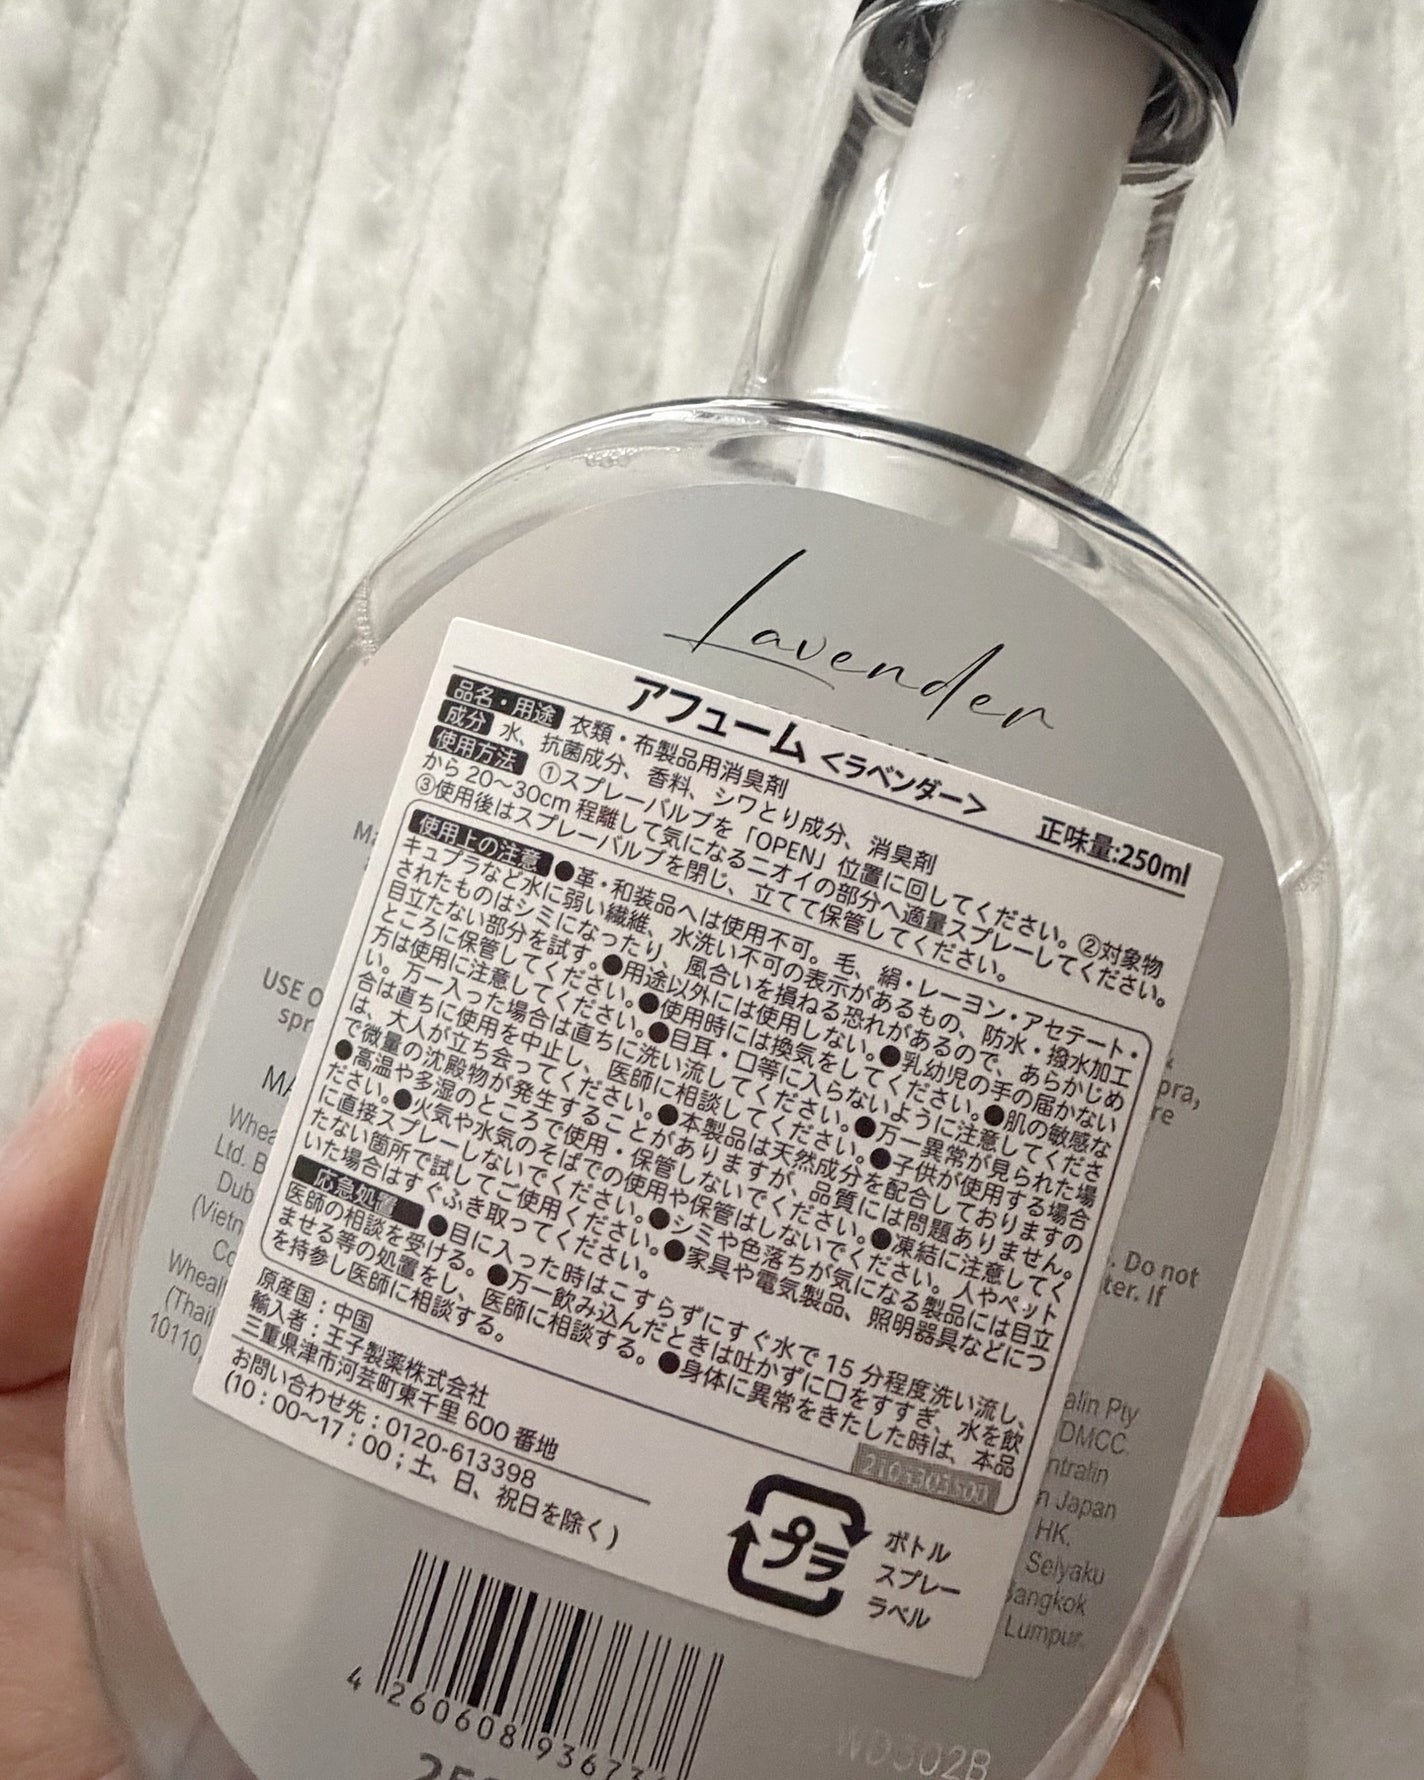 Lavender
アフューム <ラベンダー>
正味量:250ml
品名・用途 衣類・布製品用消臭剤
成分 水、抗菌成分、香料、シワとり成分、消臭剤
使用方法 ①スプレーバルブを「OPEN」位置に回してください。②対象物
から 20～30cm 程離して気になるニオイの部分へ適量スプレーしてください。
③使用後はスプレーバルブを閉じ、立てて保管してください。
使用上の注意 ●革・和装品へは使用不可。毛、絹・レーヨン・アセテート・
キュプラなど水に弱い繊維、水洗い不可の表示があるもの、防水・撥水加工
されたものはシミになったり、風合いを損ねる恐れがあるので、あらかじめ
目立たない部分を試す。●用途以外には使用しない。●乳幼児の手の届かない
ところに保管してください。●使用時には換気をしてください。●肌の敏感な
方は使用に注意してください。●目耳・口等に入らないように注意してくださ
い。万一入った場合は直ちに洗い流してください。●万一異常が見られた場
合は直ちに使用を中止し、医師に相談してください。●子供が使用する場合
は、大人が立ち会ってください。●本製品は天然成分を配合しておりますの
で微量の沈殿物が発生することがありますが、品質には問題ありません。
●高温や多湿のところで使用・保管しないでください。●凍結に注意してく
ださい。●火気や水気のそばでの使用や保管はしないでください。人やペット
に直接スプレーしないでください。●シミや色落ちが気になる製品には目立
たない箇所で試してご使用ください。●家具や電気製品、照明器具などにつ
いた場合はすぐふき取ってください。
応急処置 ●目に入った時はこすらずにすぐ水で 15 分程度洗い流し、
医師の相談を受ける。●万一飲み込んだときは吐かずに口をすすぎ、水を飲
ませる等の処置をし、医師に相談する。●身体に異常をきたした時は、本品
を持参し医師に相談する。
原産国：中国
輸入者：王子製薬株式会社
三重県津市河芸町東千里 600 番地
お問い合わせ先：0120-613398
(10：00～17：00；土、日、祝日を除く)
プラ
ボトル
スプレー
ラベル
USE
Ltd.
10110,
. Do not
ter. If
alin Pty
DMCC.
ntralin
n Japan
HK.
Seiyaku
Bangkok
Lumpur.
4 260608 93673
WD302B